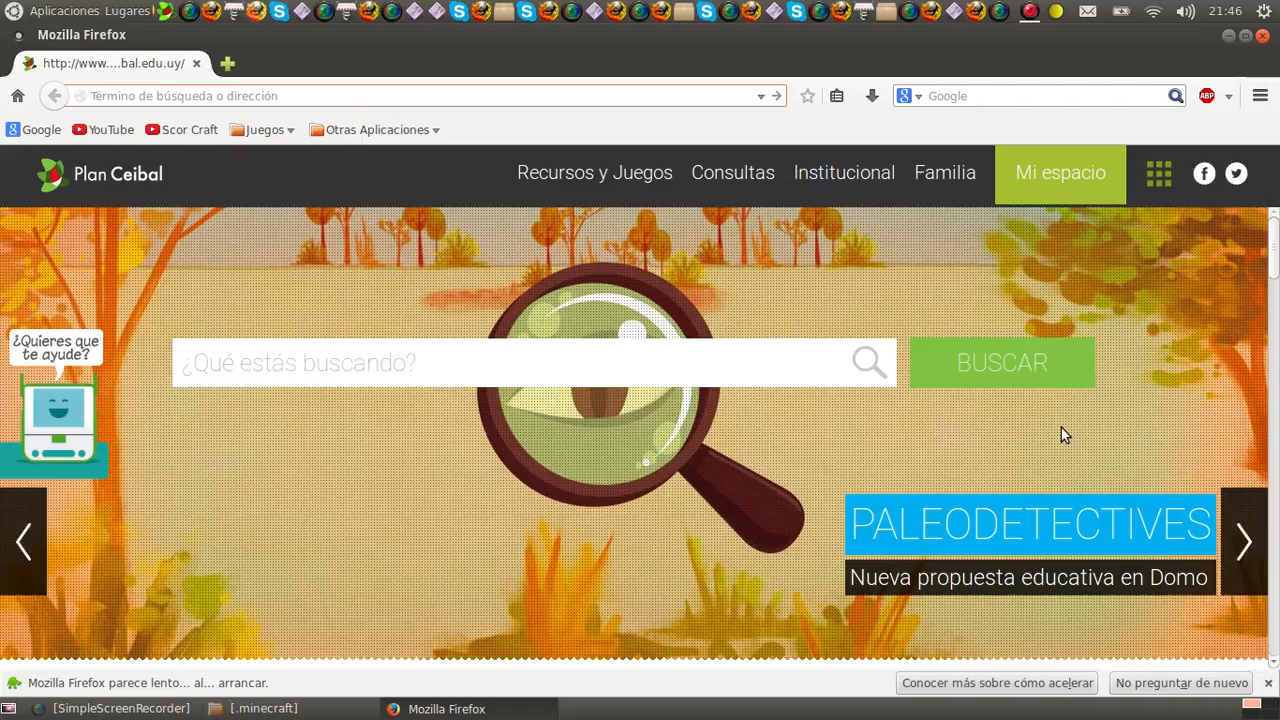 Aplicaciones Lugares
21:46
Mozilla Firefox
http://www....bal.edu.uy/
Término de búsqueda o dirección
Google
ABP
Google
YouTube
Scor Craft
Juegos
Otras Aplicaciones
Plan Ceibal
Recursos y Juegos
Consultas
Institucional
Familia
Mi espacio
¿Quieres que
te ayude?
¿Qué estás buscando?
BUSCAR
PALEODETECTIVES
Nueva propuesta educativa en Domo
Mozilla Firefox parece lento... al... arrancar.
Conocer más sobre cómo acelerar
No preguntar de nuevo
[SimpleScreenRecorder]
[.minecraft]
Mozilla Firefox